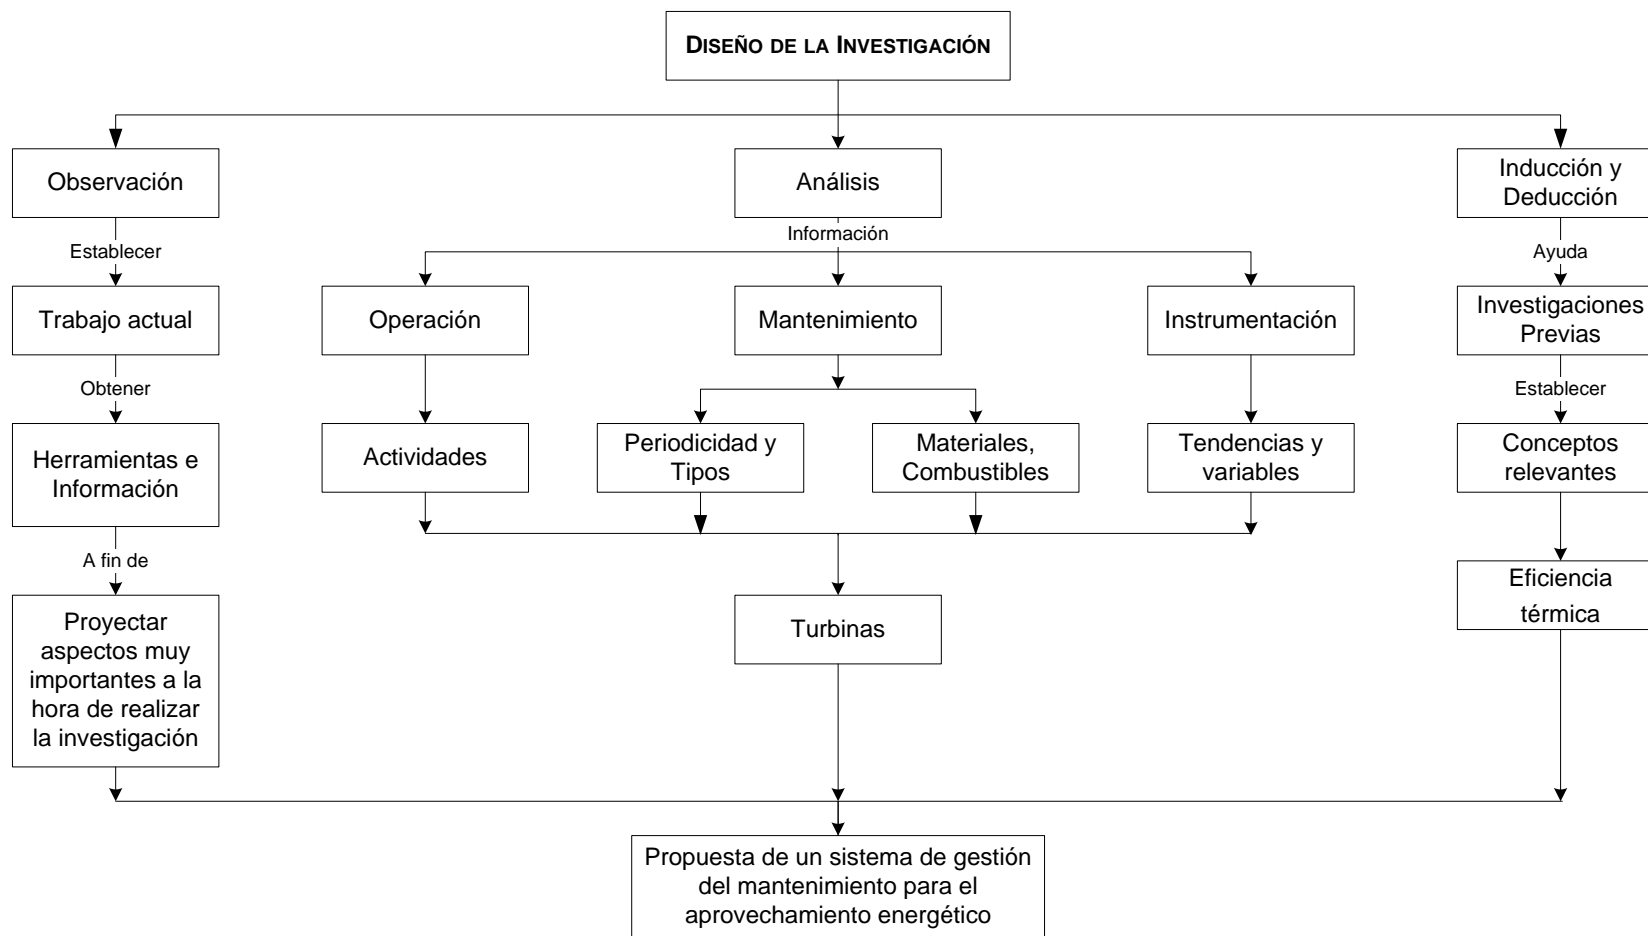 DISEÑO DE LA INVESTIGACIÓN
Observación
Análisis
Inducción y
Deducción
Establecer
Información
Ayuda
Trabajo actual
Operación
Mantenimiento
Instrumentación
Investigaciones
Previas
Obtener
Establecer
Herramientas e
Información
Actividades
Periodicidad y
Tipos
Materiales,
Combustibles
Tendencias y
variables
Conceptos
relevantes
A fin de
Proyectar
aspectos muy
importantes a la
hora de realizar
la investigación
Turbinas
Eficiencia
térmica
Propuesta de un sistema de gestión
del mantenimiento para el
aprovechamiento energético